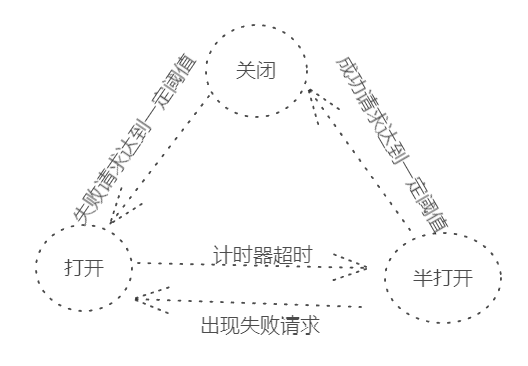 关闭
失败请求达到一定阈值
成功请求达到一定阈值
打开
计时器超时
半打开
出现失败请求